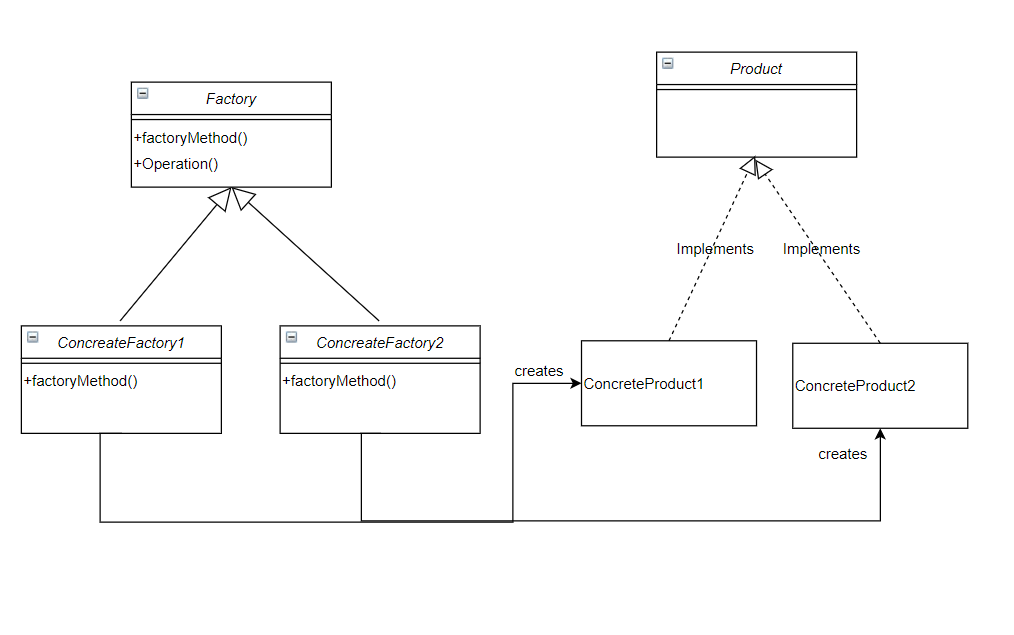 Factory
+factoryMethod()
+Operation()
Product
Implements
Implements
ConcreateFactory1
+factoryMethod()
ConcreateFactory2
+factoryMethod()
creates
ConcreteProduct1
ConcreteProduct2
creates